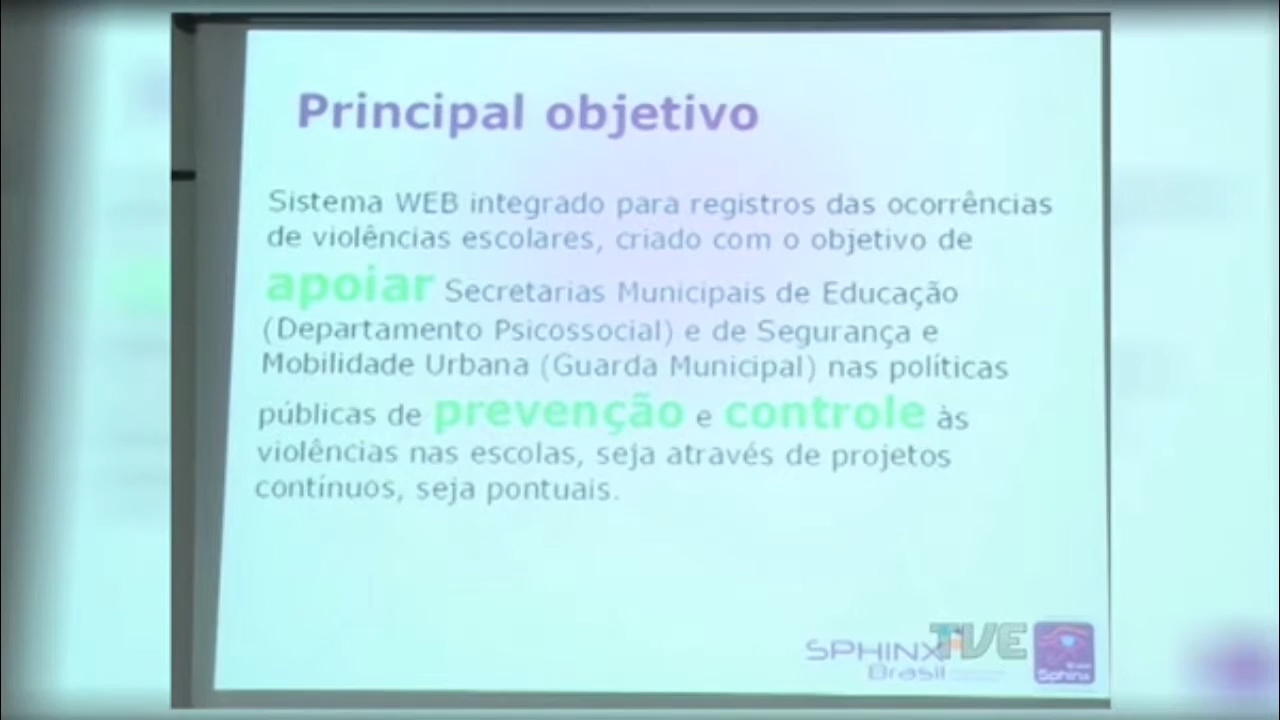 Principal objetivo
Sistema WEB integrado para registros das ocorrências
de violências escolares, criado com o objetivo de
apoiar Secretarias Municipais de Educação
(Departamento Psicossocial) e de Segurança e
Mobilidade Urbana (Guarda Municipal) nas políticas
públicas de prevenção e controle às
violências nas escolas, seja através de projetos
contínuos, seja pontuais.
SPHINX
Brasil
TVE
Sphinx